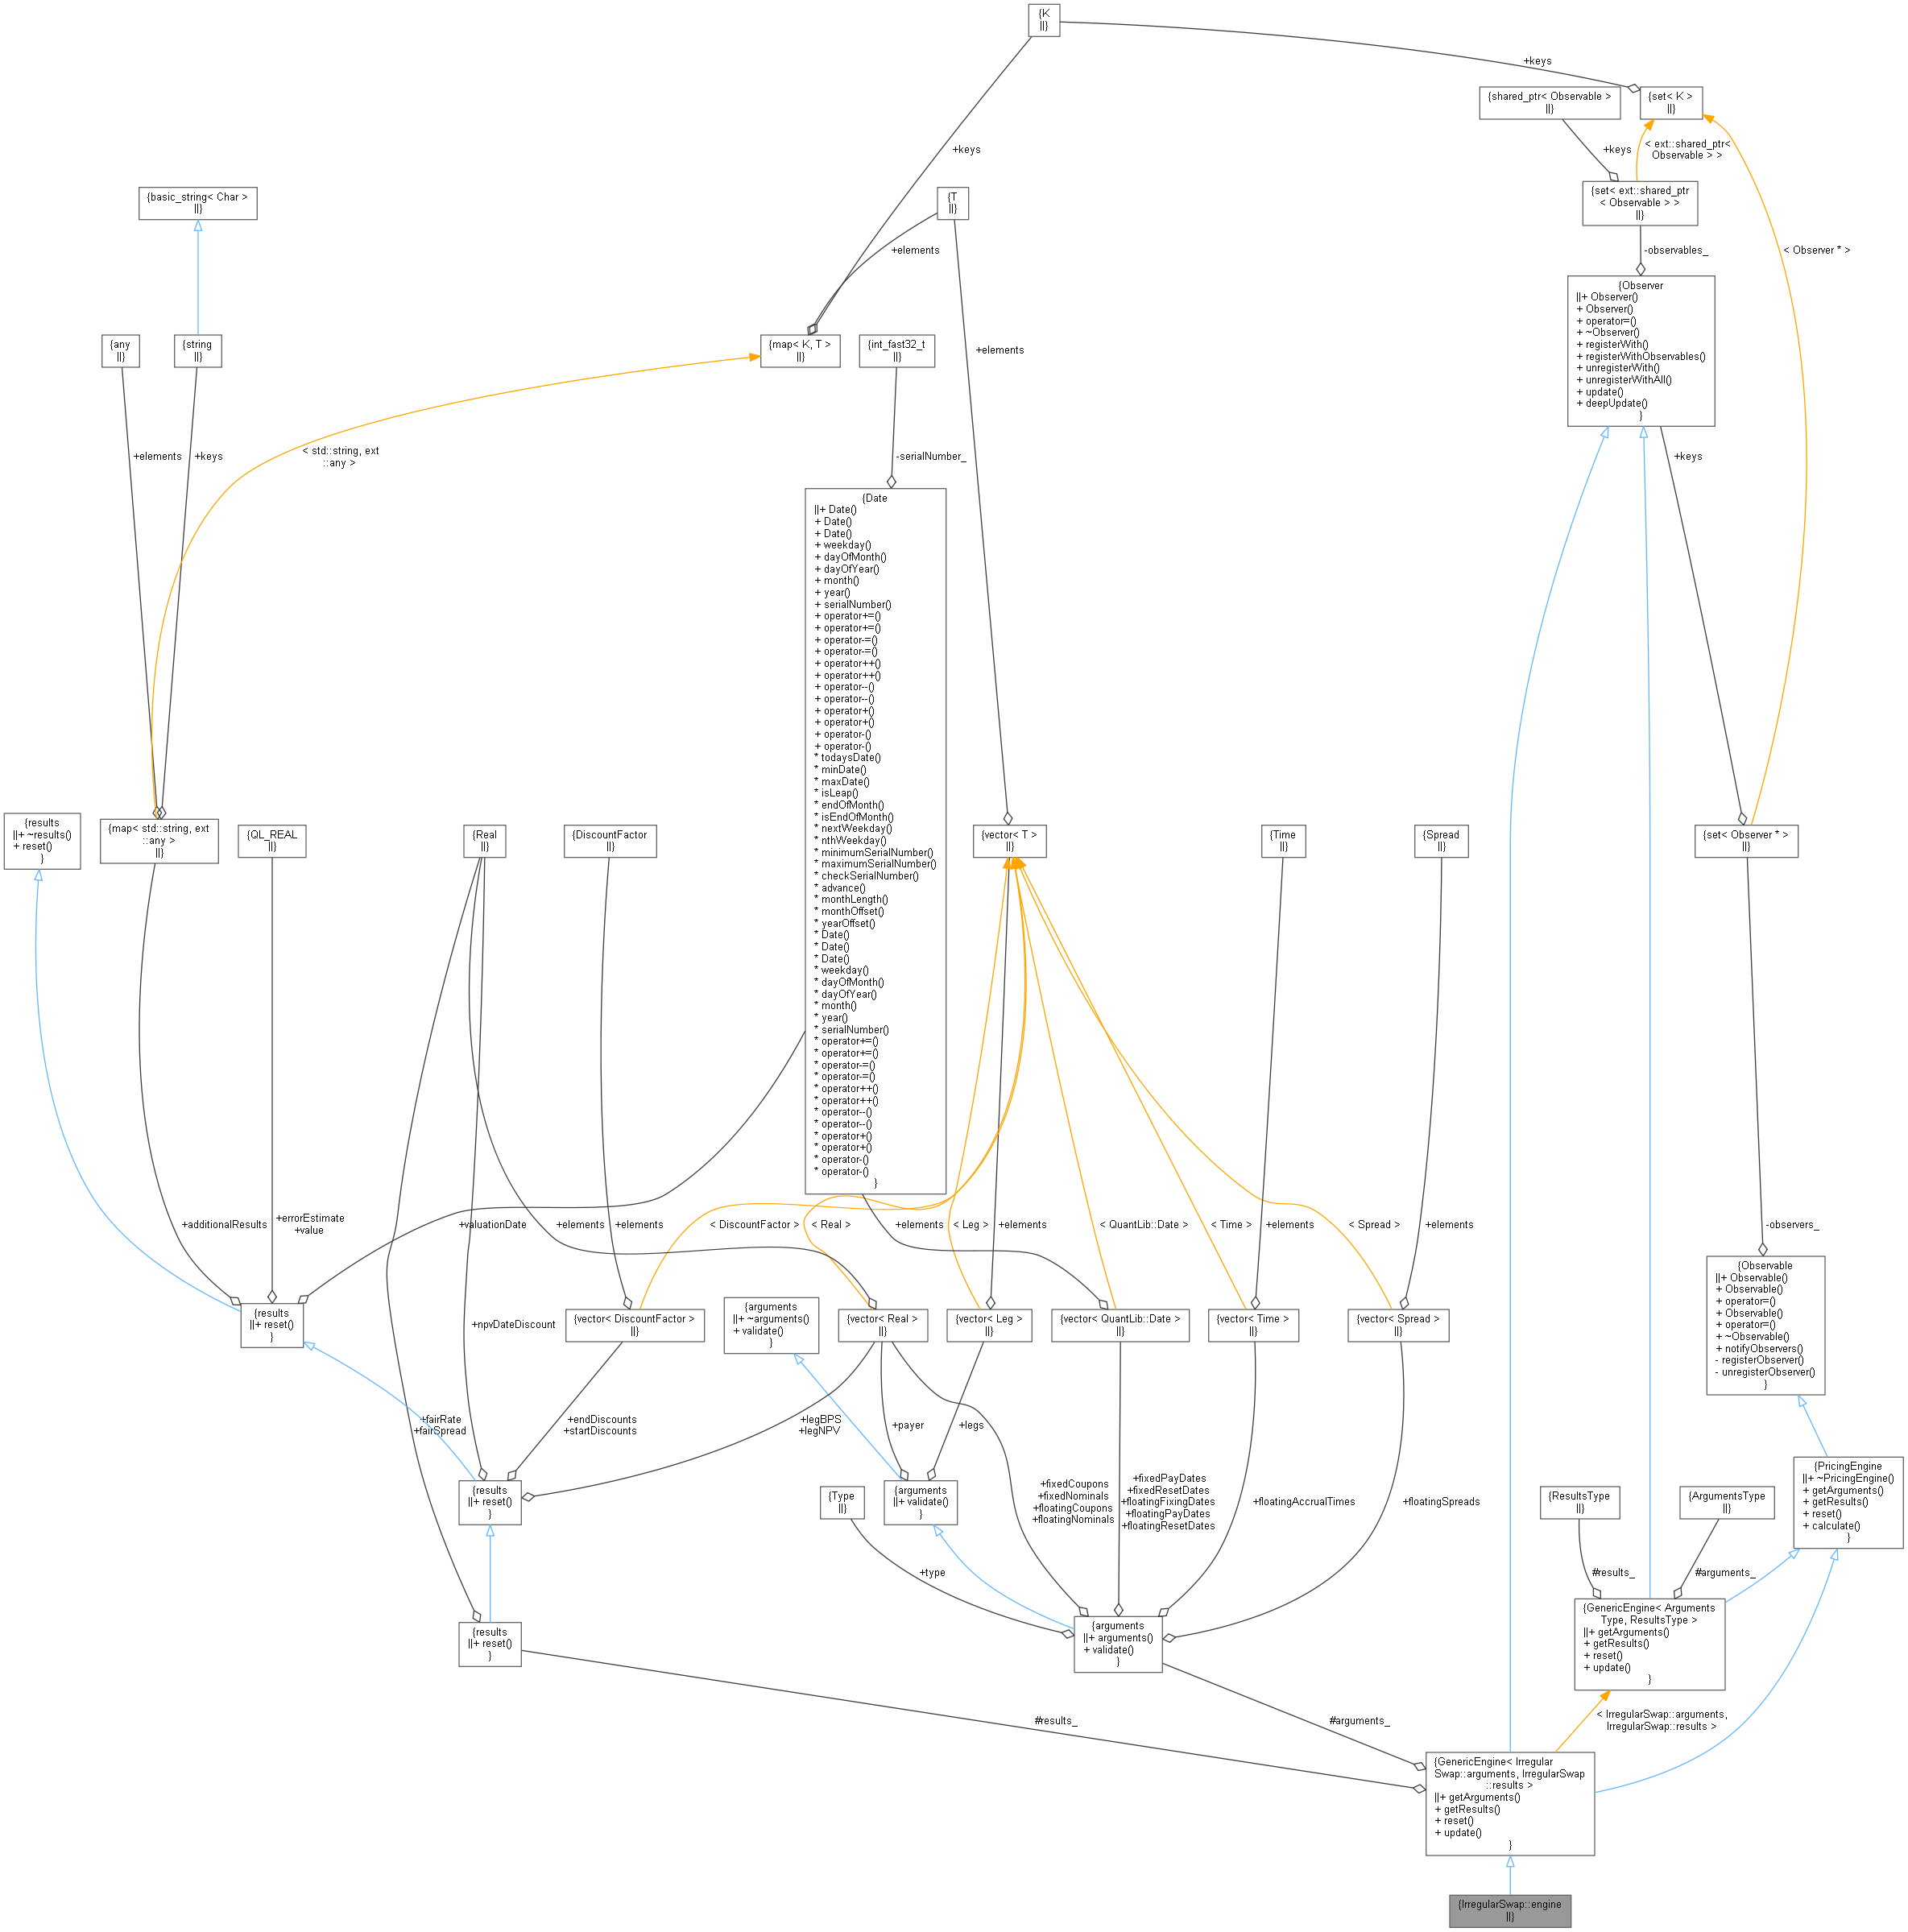 {K
||}
+keys
{shared_ptr< Observable >
||}
{set< K >
||}
+keys
+keys
< ext::shared_ptr<
Observable > >
{basic_string< Char >
||}
{T
||}
{set< ext::shared_ptr
< Observable > >
||}
+elements
-observables_
< Observer * >
{Observer
||+ Observer()
+ Observer()
+ operator=()
+ ~Observer()
+ registerWith()
+ registerWithObservables()
+ unregisterWith()
+ unregisterWithAll()
+ update()
+ deepUpdate()
}
{any
||}
{string
||}
{map< K, T >
||}
{int_fast32_t
||}
+elements
+elements
+keys
< std::string, ext
::any >
-serialNumber_
+keys
{Date
||+ Date()
+ Date()
+ Date()
+ weekday()
+ dayOfMonth()
+ dayOfYear()
+ month()
+ year()
+ serialNumber()
+ operator+=()
+ operator+=()
+ operator-=()
+ operator-=()
+ operator++()
+ operator++()
+ operator--()
+ operator--()
+ operator+()
+ operator+()
+ operator-()
+ operator-()
* todaysDate()
* minDate()
* maxDate()
* isLeap()
* endOfMonth()
* isEndOfMonth()
* nextWeekday()
* nthWeekday()
* minimumSerialNumber()
* maximumSerialNumber()
* checkSerialNumber()
* advance()
* monthLength()
* monthOffset()
* yearOffset()
* Date()
* Date()
* Date()
* weekday()
* dayOfMonth()
* dayOfYear()
* month()
* year()
* serialNumber()
* operator+=()
* operator+=()
* operator-=()
* operator-=()
* operator++()
* operator++()
* operator--()
* operator--()
* operator+()
* operator+()
* operator-()
* operator-()
}
{results
||+ ~results()
+ reset()
}
{map< std::string, ext
::any >
||}
{QL_REAL
||}
{Real
||}
{DiscountFactor
||}
{vector< T >
||}
{Time
||}
{Spread
||}
{set< Observer * >
||}
+additionalResults
+errorEstimate
+value
+valuationDate
+elements
+elements
< DiscountFactor >
< Real >
+elements
< Leg >
+elements
< QuantLib::Date >
< Time >
+elements
< Spread >
+elements
-observers_
{Observable
||+ Observable()
+ Observable()
+ operator=()
+ Observable()
+ operator=()
+ ~Observable()
+ notifyObservers()
- registerObserver()
- unregisterObserver()
}
{results
||+ reset()
}
+npvDateDiscount
{vector< DiscountFactor >
||}
{arguments
||+ ~arguments()
+ validate()
}
{vector< Real >
||}
{vector< Leg >
||}
{vector< QuantLib::Date >
||}
{vector< Time >
||}
{vector< Spread >
||}
+fairRate
+fairSpread
+endDiscounts
+startDiscounts
+legBPS
+legNPV
+payer
+legs
+fixedCoupons
+fixedNominals
+floatingCoupons
+floatingNominals
+fixedPayDates
+fixedResetDates
+floatingFixingDates
+floatingPayDates
+floatingResetDates
+floatingAccrualTimes
+floatingSpreads
{PricingEngine
||+ ~PricingEngine()
+ getArguments()
+ getResults()
+ reset()
+ calculate()
}
{results
||+ reset()
}
{Type
||}
{arguments
||+ validate()
}
{ResultsType
||}
{ArgumentsType
||}
+type
#results_
#arguments_
{results
||+ reset()
}
{arguments
||+ arguments()
+ validate()
}
{GenericEngine< Arguments
Type, ResultsType >
||+ getArguments()
+ getResults()
+ reset()
+ update()
}
#results_
#arguments_
< IrregularSwap::arguments,
IrregularSwap::results >
{GenericEngine< Irregular
Swap::arguments, IrregularSwap
::results >
||+ getArguments()
+ getResults()
+ reset()
+ update()
}
{IrregularSwap::engine
||}